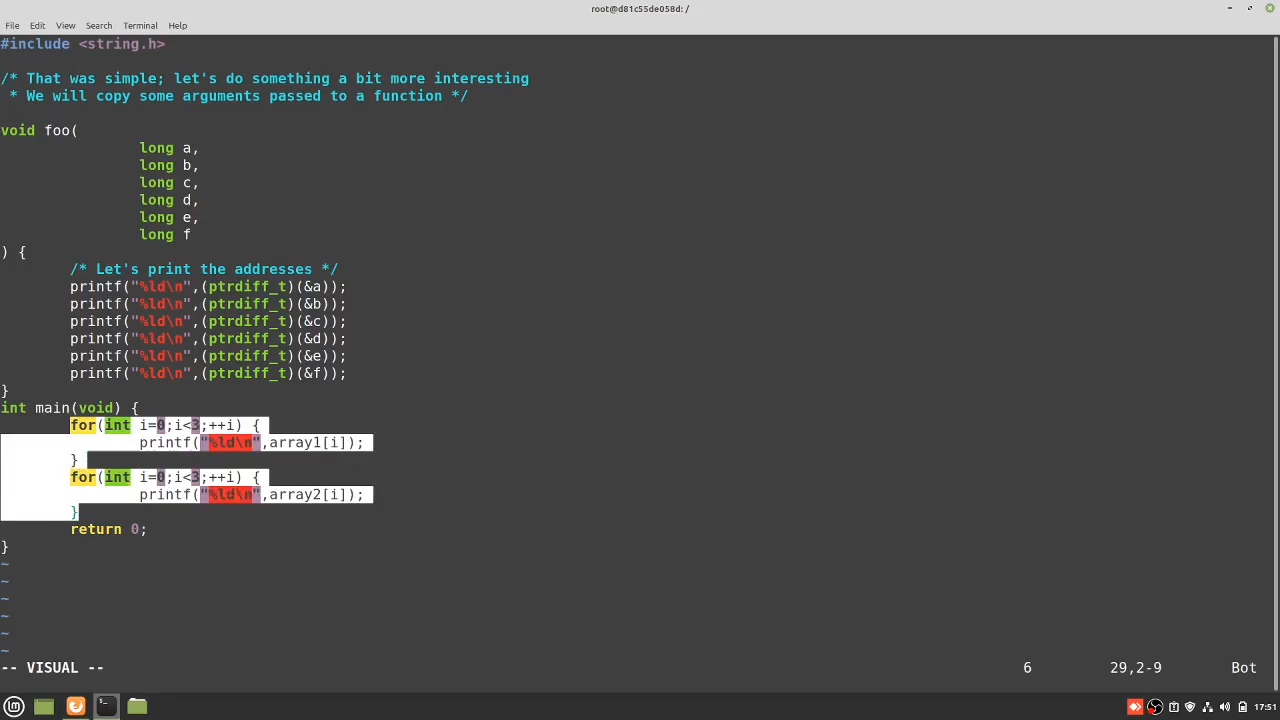 root@d81c55de058d: /
File Edit View Search Terminal Help
#include <string.h>
/* That was simple; let's do something a bit more interesting
 * We will copy some arguments passed to a function */
void foo(
                long a,
                long b,
                long c,
                long d,
                long e,
                long f
) {
        /* Let's print the addresses */
        printf("%ld\n",(ptrdiff_t)(&a));
        printf("%ld\n",(ptrdiff_t)(&b));
        printf("%ld\n",(ptrdiff_t)(&c));
        printf("%ld\n",(ptrdiff_t)(&d));
        printf("%ld\n",(ptrdiff_t)(&e));
        printf("%ld\n",(ptrdiff_t)(&f));
}
int main(void) {
        for(int i=0;i<3;++i) {
                printf("%ld\n",array1[i]);
        }
        for(int i=0;i<3;++i) {
                printf("%ld\n",array2[i]);
        }
        return 0;
}
~
~
~
~
~
~
-- VISUAL -- 6 29,2-9 Bot
17:51